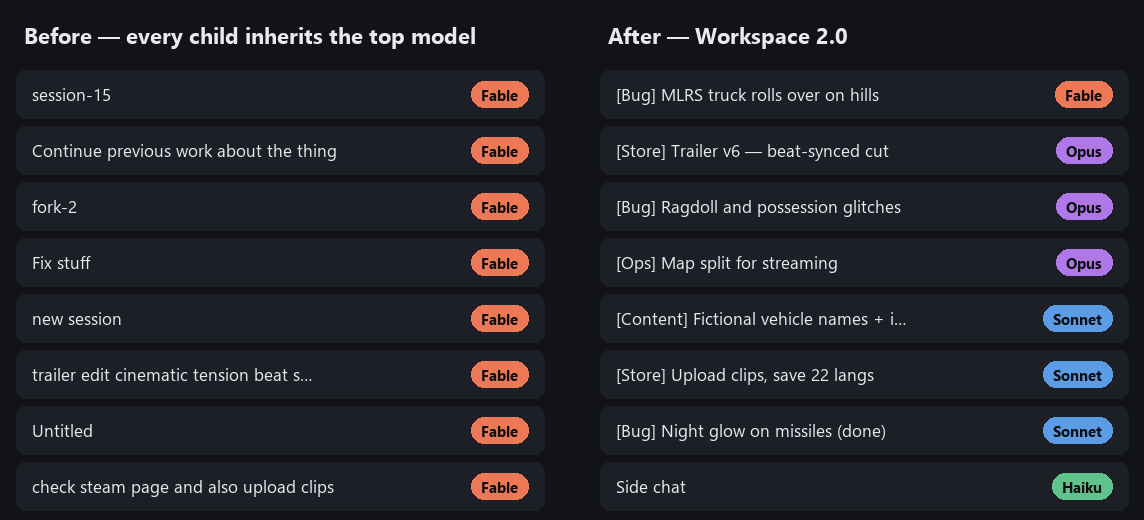 Before — every child inherits the top model
session-15 Fable
Continue previous work about the thing Fable
fork-2 Fable
Fix stuff Fable
new session Fable
trailer edit cinematic tension beat s... Fable
Untitled Fable
check steam page and also upload clips Fable
After — Workspace 2.0
[Bug] MLRS truck rolls over on hills Fable
[Store] Trailer v6 — beat-synced cut Opus
[Bug] Ragdoll and possession glitches Opus
[Ops] Map split for streaming Opus
[Content] Fictional vehicle names + i... Sonnet
[Store] Upload clips, save 22 langs Sonnet
[Bug] Night glow on missiles (done) Sonnet
Side chat Haiku